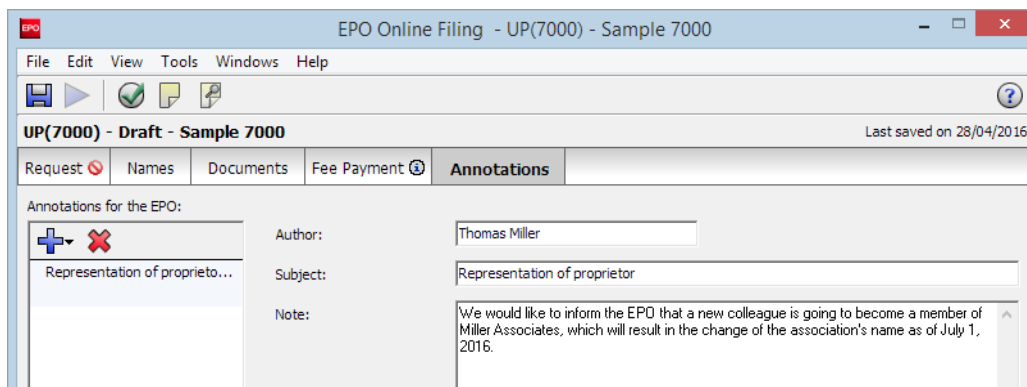 EPO
EPO Online Filing - UP(7000) - Sample 7000
File Edit View Tools Windows Help
UP(7000) - Draft - Sample 7000
Last saved on 28/04/2016
Request Names Documents Fee Payment Annotations
Annotations for the EPO:
Representation of proprieto...
Author: Thomas Miller
Subject: Representation of proprietor
Note: We would like to inform the EPO that a new colleague is going to become a member of
Miller Associates, which will result in the change of the association's name as of July 1,
2016.